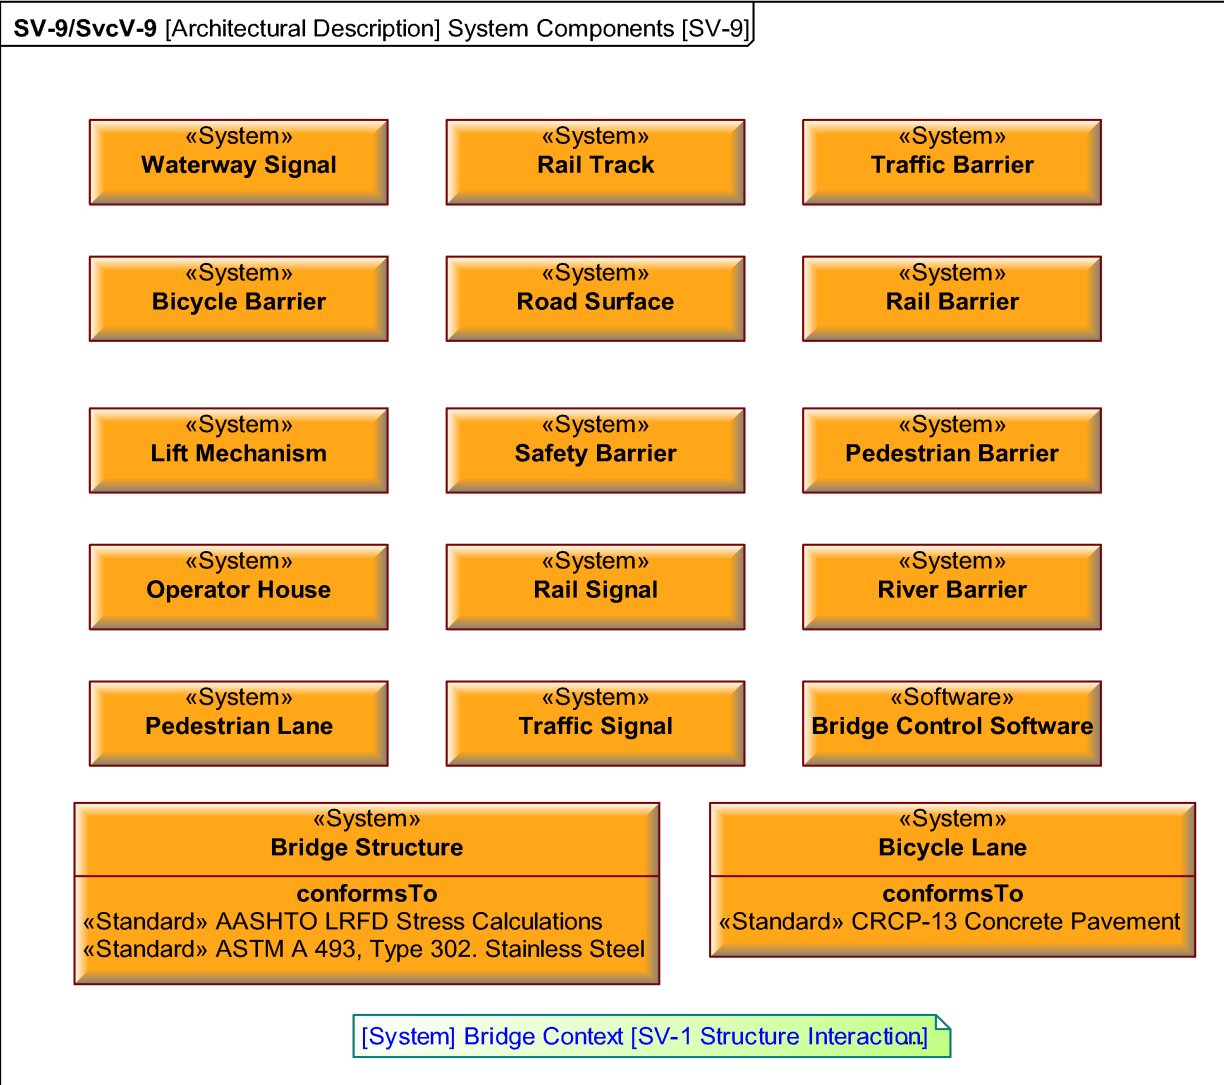 SV-9/SvcV-9 [Architectural Description] System Components [SV-9]
«System»
Waterway Signal
«System»
Rail Track
«System»
Traffic Barrier
«System»
Bicycle Barrier
«System»
Road Surface
«System»
Rail Barrier
«System»
Lift Mechanism
«System»
Safety Barrier
«System»
Pedestrian Barrier
«System»
Operator House
«System»
Rail Signal
«System»
River Barrier
«System»
Pedestrian Lane
«System»
Traffic Signal
«Software»
Bridge Control Software
«System»
Bridge Structure
conformsTo
«Standard» AASHTO LRFD Stress Calculations
«Standard» ASTM A 493, Type 302. Stainless Steel
«System»
Bicycle Lane
conformsTo
«Standard» CRCP-13 Concrete Pavement
[System] Bridge Context [SV-1 Structure Interaction...]